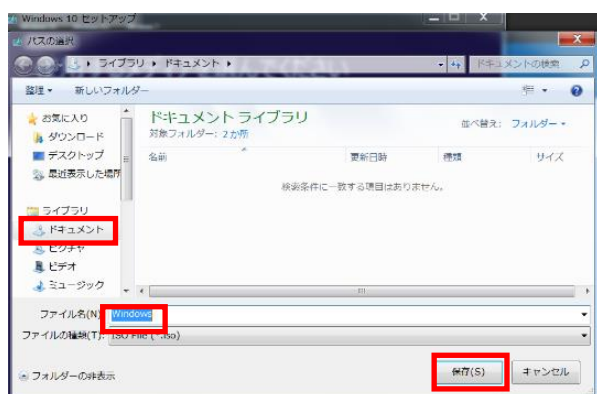 Windows 10 セットアップ
パスの選択
ライブラリ ▸ ドキュメント ▸
ドキュメントの検索
整理 ▾ 新しいフォルダー
お気に入り
ダウンロード
デスクトップ
最近表示した場所
ライブラリ
ドキュメント
ピクチャ
ビデオ
ミュージック
ドキュメント ライブラリ
対象フォルダー: 2 か所
並べ替え: フォルダー ▾
名前 更新日時 種類 サイズ
検索条件に一致する項目はありません。
ファイル名(N): Windows
ファイルの種類(T): ISO File (*.iso)
フォルダーの非表示
保存(S) キャンセル